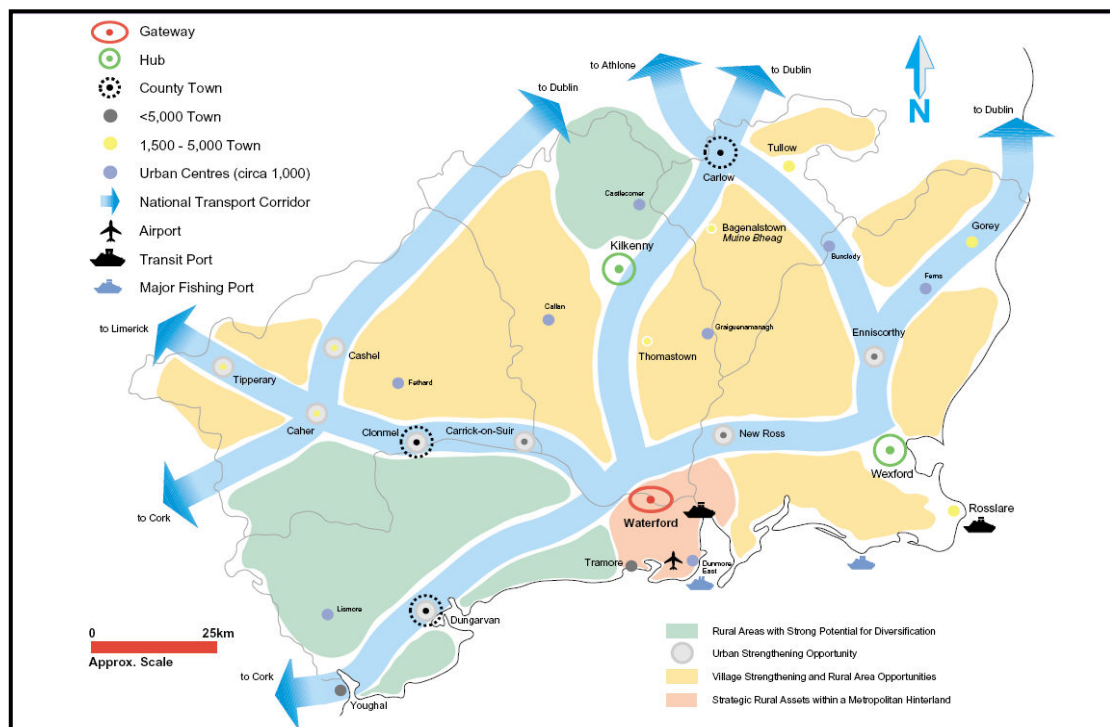 Gateway
Hub
County Town
<5,000 Town
1,500 - 5,000 Town
Urban Centres (circa 1,000)
National Transport Corridor
Airport
Transit Port
Major Fishing Port
to Athlone
to Dublin
to Dublin
to Dublin
N
Tullow
Carlow
Castlecomer
Bagenalstown
Muine Bheag
Gorey
Kilkenny
Bunclody
Ferns
Callan
Graiguenamanagh
Enniscorthy
to Limerick
Thomastown
Cashel
Tipperary
Fethard
Caher
Clonmel
Carrick-on-Suir
New Ross
Wexford
to Cork
Waterford
Rosslare
Tramore
Dunmore
East
Lismore
Dungarvan
0
25km
Approx. Scale
to Cork
Youghal
Rural Areas with Strong Potential for Diversification
Urban Strengthening Opportunity
Village Strengthening and Rural Area Opportunities
Strategic Rural Assets within a Metropolitan Hinterland